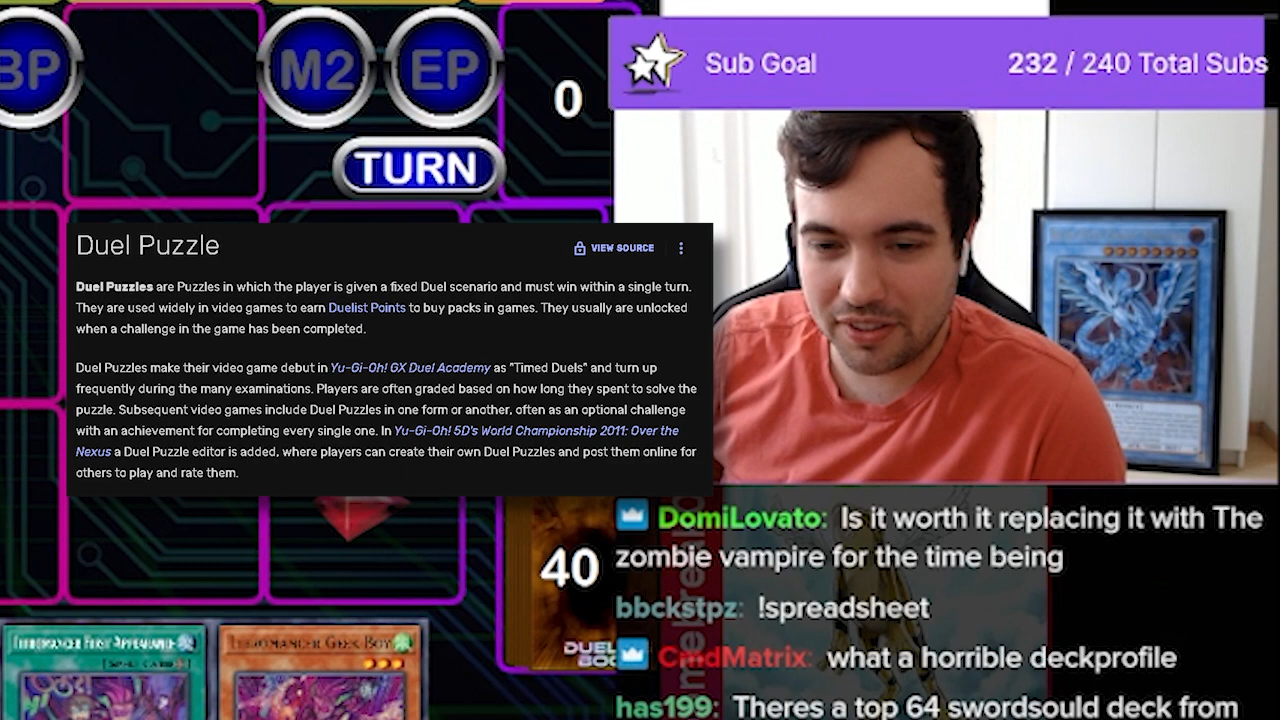 BP
M2
EP
0
TURN
Sub Goal
232 / 240 Total Subs
Duel Puzzle
VIEW SOURCE
Duel Puzzles are Puzzles in which the player is given a fixed Duel scenario and must win within a single turn.
They are used widely in video games to earn Duelist Points to buy packs in games. They usually are unlocked
when a challenge in the game has been completed.
Duel Puzzles make their video game debut in Yu-Gi-Oh! GX Duel Academy as "Timed Duels" and turn up
frequently during the many examinations. Players are often graded based on how long they spent to solve the
puzzle. Subsequent video games include Duel Puzzles in one form or another, often as an optional challenge
with an achievement for completing every single one. In Yu-Gi-Oh! 5D's World Championship 2011: Over the
Nexus a Duel Puzzle editor is added, where players can create their own Duel Puzzles and post them online for
others to play and rate them.
40
DUEL
DomiLovato: Is it worth it replacing it with The
zombie vampire for the time being
bbckstpz: !spreadsheet
CmdMatrix: what a horrible deckprofile
has199: Theres a top 64 swordsould deck from
Libromancer First Appearance
[SPELL CARD]
Libromancer Geek Boy